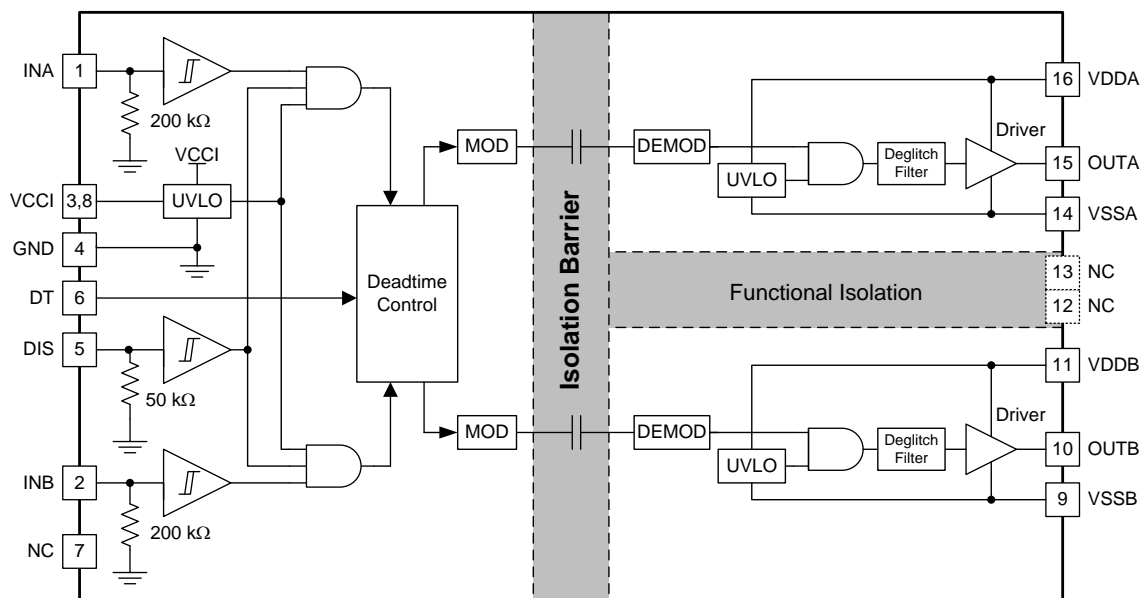 INA
1
200 kΩ
VCCI
VCCI
3,8
UVLO
GND
4
DT
6
DIS
5
50 kΩ
INB
2
200 kΩ
NC
7
Deadtime
Control
MOD
MOD
Isolation Barrier
DEMOD
UVLO
Deglitch
Filter
Driver
16
VDDA
15
OUTA
14
VSSA
Functional Isolation
13
NC
12
NC
DEMOD
UVLO
Deglitch
Filter
Driver
11
VDDB
10
OUTB
9
VSSB